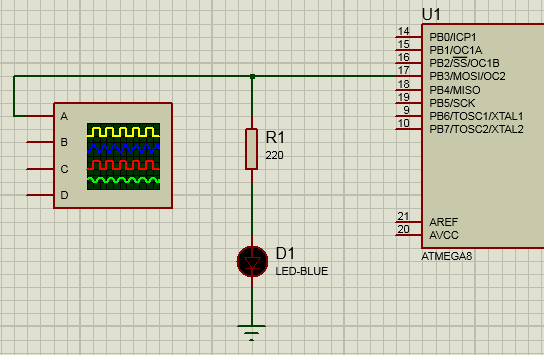 U1
14 PB0/ICP1
15 PB1/OC1A
16 PB2/SS/OC1B
17 PB3/MOSI/OC2
18 PB4/MISO
19 PB5/SCK
9 PB6/TOSC1/XTAL1
10 PB7/TOSC2/XTAL2
A
B
C
D
R1
220
21 AREF
20 AVCC
ATMEGA8
D1
LED-BLUE